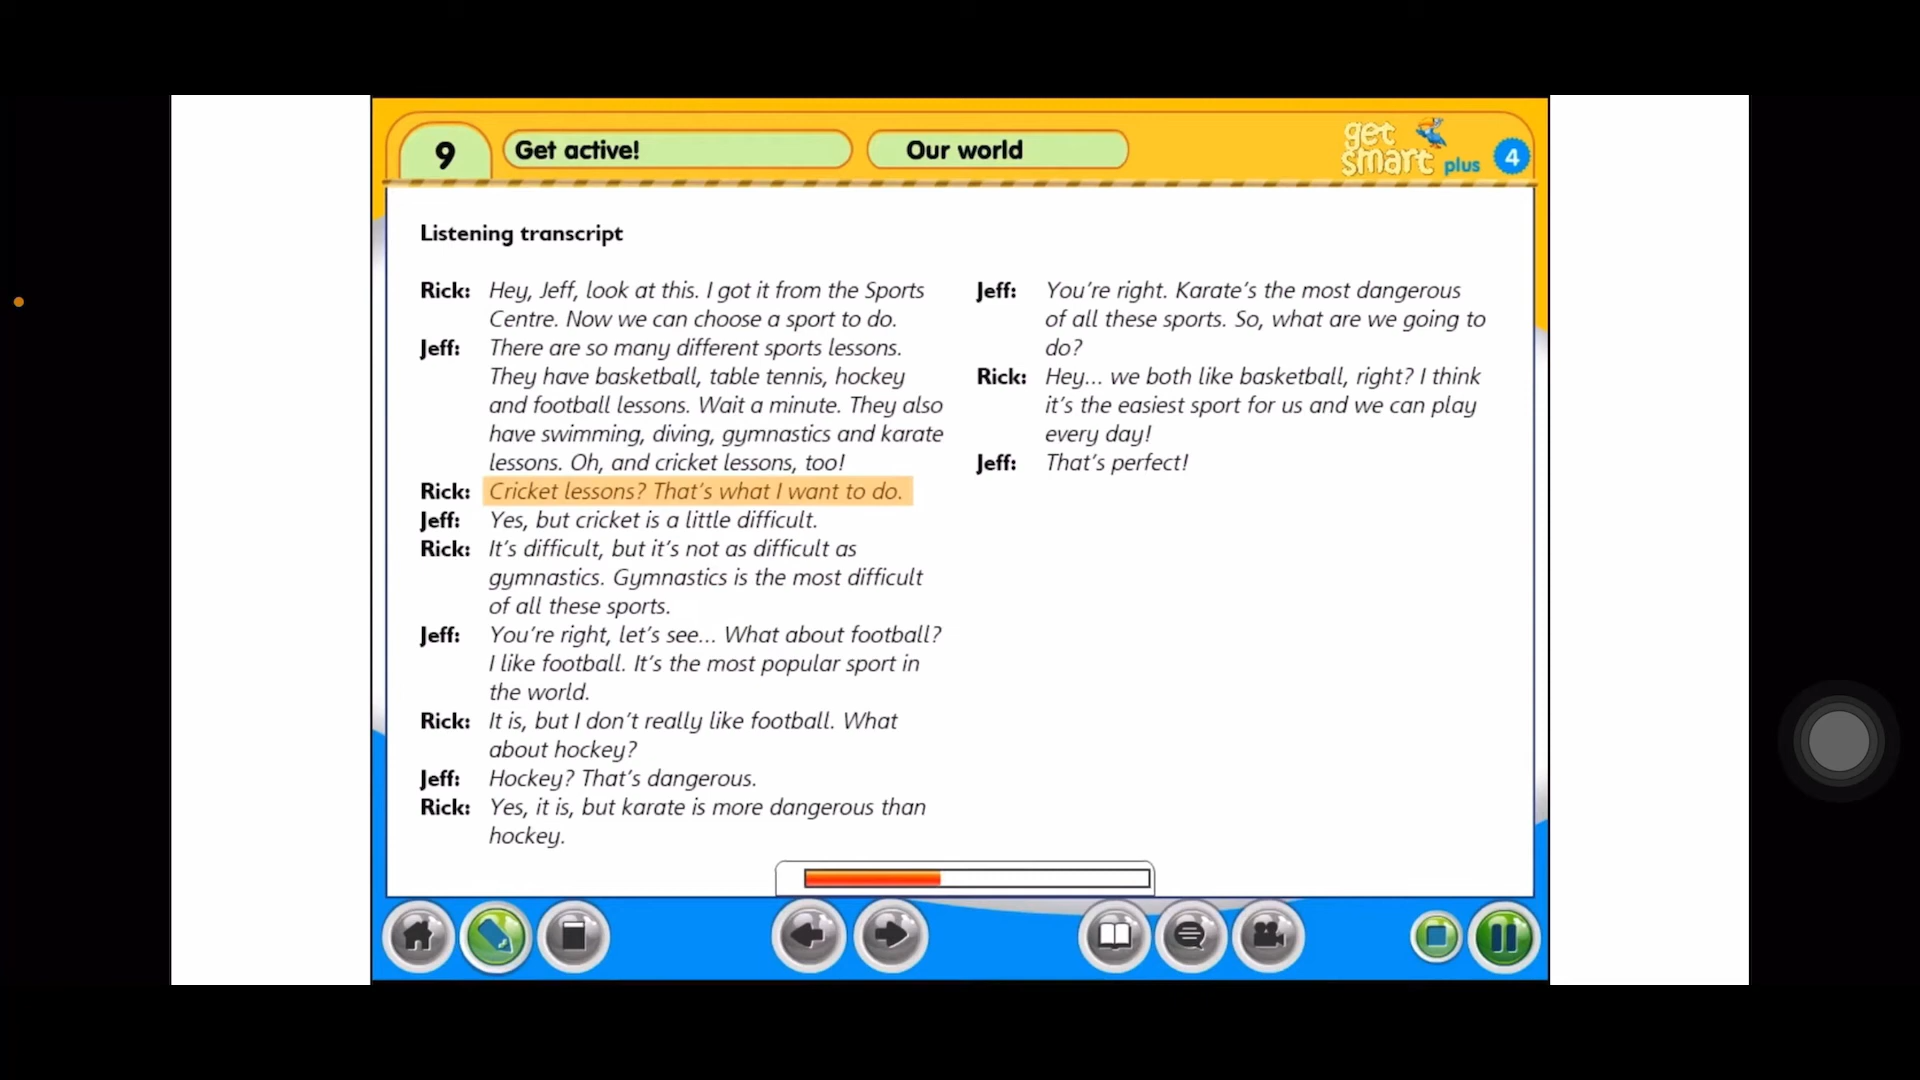 9
Get active!
Our world
get
smart
plus
4
Listening transcript
Rick: Hey, Jeff, look at this. I got it from the Sports
Centre. Now we can choose a sport to do.
Jeff: There are so many different sports lessons.
They have basketball, table tennis, hockey
and football lessons. Wait a minute. They also
have swimming, diving, gymnastics and karate
lessons. Oh, and cricket lessons, too!
Rick: Cricket lessons? That's what I want to do.
Jeff: Yes, but cricket is a little difficult.
Rick: It's difficult, but it's not as difficult as
gymnastics. Gymnastics is the most difficult
of all these sports.
Jeff: You're right, let's see... What about football?
I like football. It's the most popular sport in
the world.
Rick: It is, but I don't really like football. What
about hockey?
Jeff: Hockey? That's dangerous.
Rick: Yes, it is, but karate is more dangerous than
hockey.
Jeff: You're right. Karate's the most dangerous
of all these sports. So, what are we going to
do?
Rick: Hey... we both like basketball, right? I think
it's the easiest sport for us and we can play
every day!
Jeff: That's perfect!